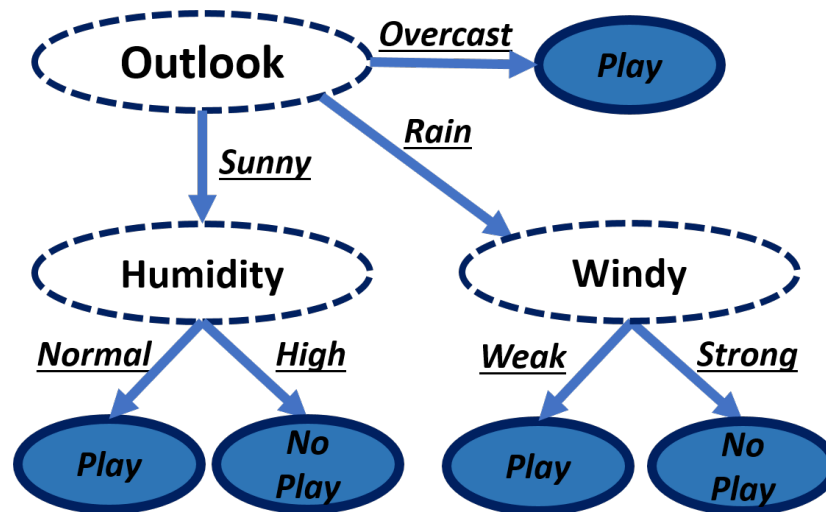 Outlook
Overcast
Play
Sunny
Rain
Humidity
Windy
Normal
High
Weak
Strong
Play
No
Play
Play
No
Play